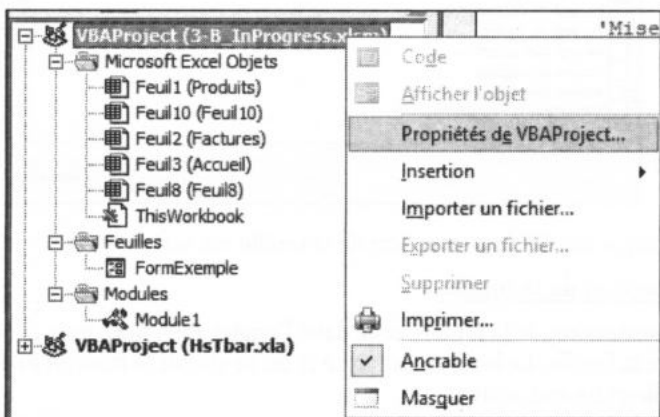 VBAProject (3-B_InProgress.xlsm)
Microsoft Excel Objets
Feuil1 (Produits)
Feuil10 (Feuil10)
Feuil2 (Factures)
Feuil3 (Accueil)
Feuil8 (Feuil8)
ThisWorkbook
Feuilles
FormExemple
Modules
Module1
VBAProject (HsTbar.xla)
'Mise
Code
Afficher l'objet
Propriétés de VBAProject...
Insertion
Importer un fichier...
Exporter un fichier...
Supprimer
Imprimer...
Ancrable
Masquer